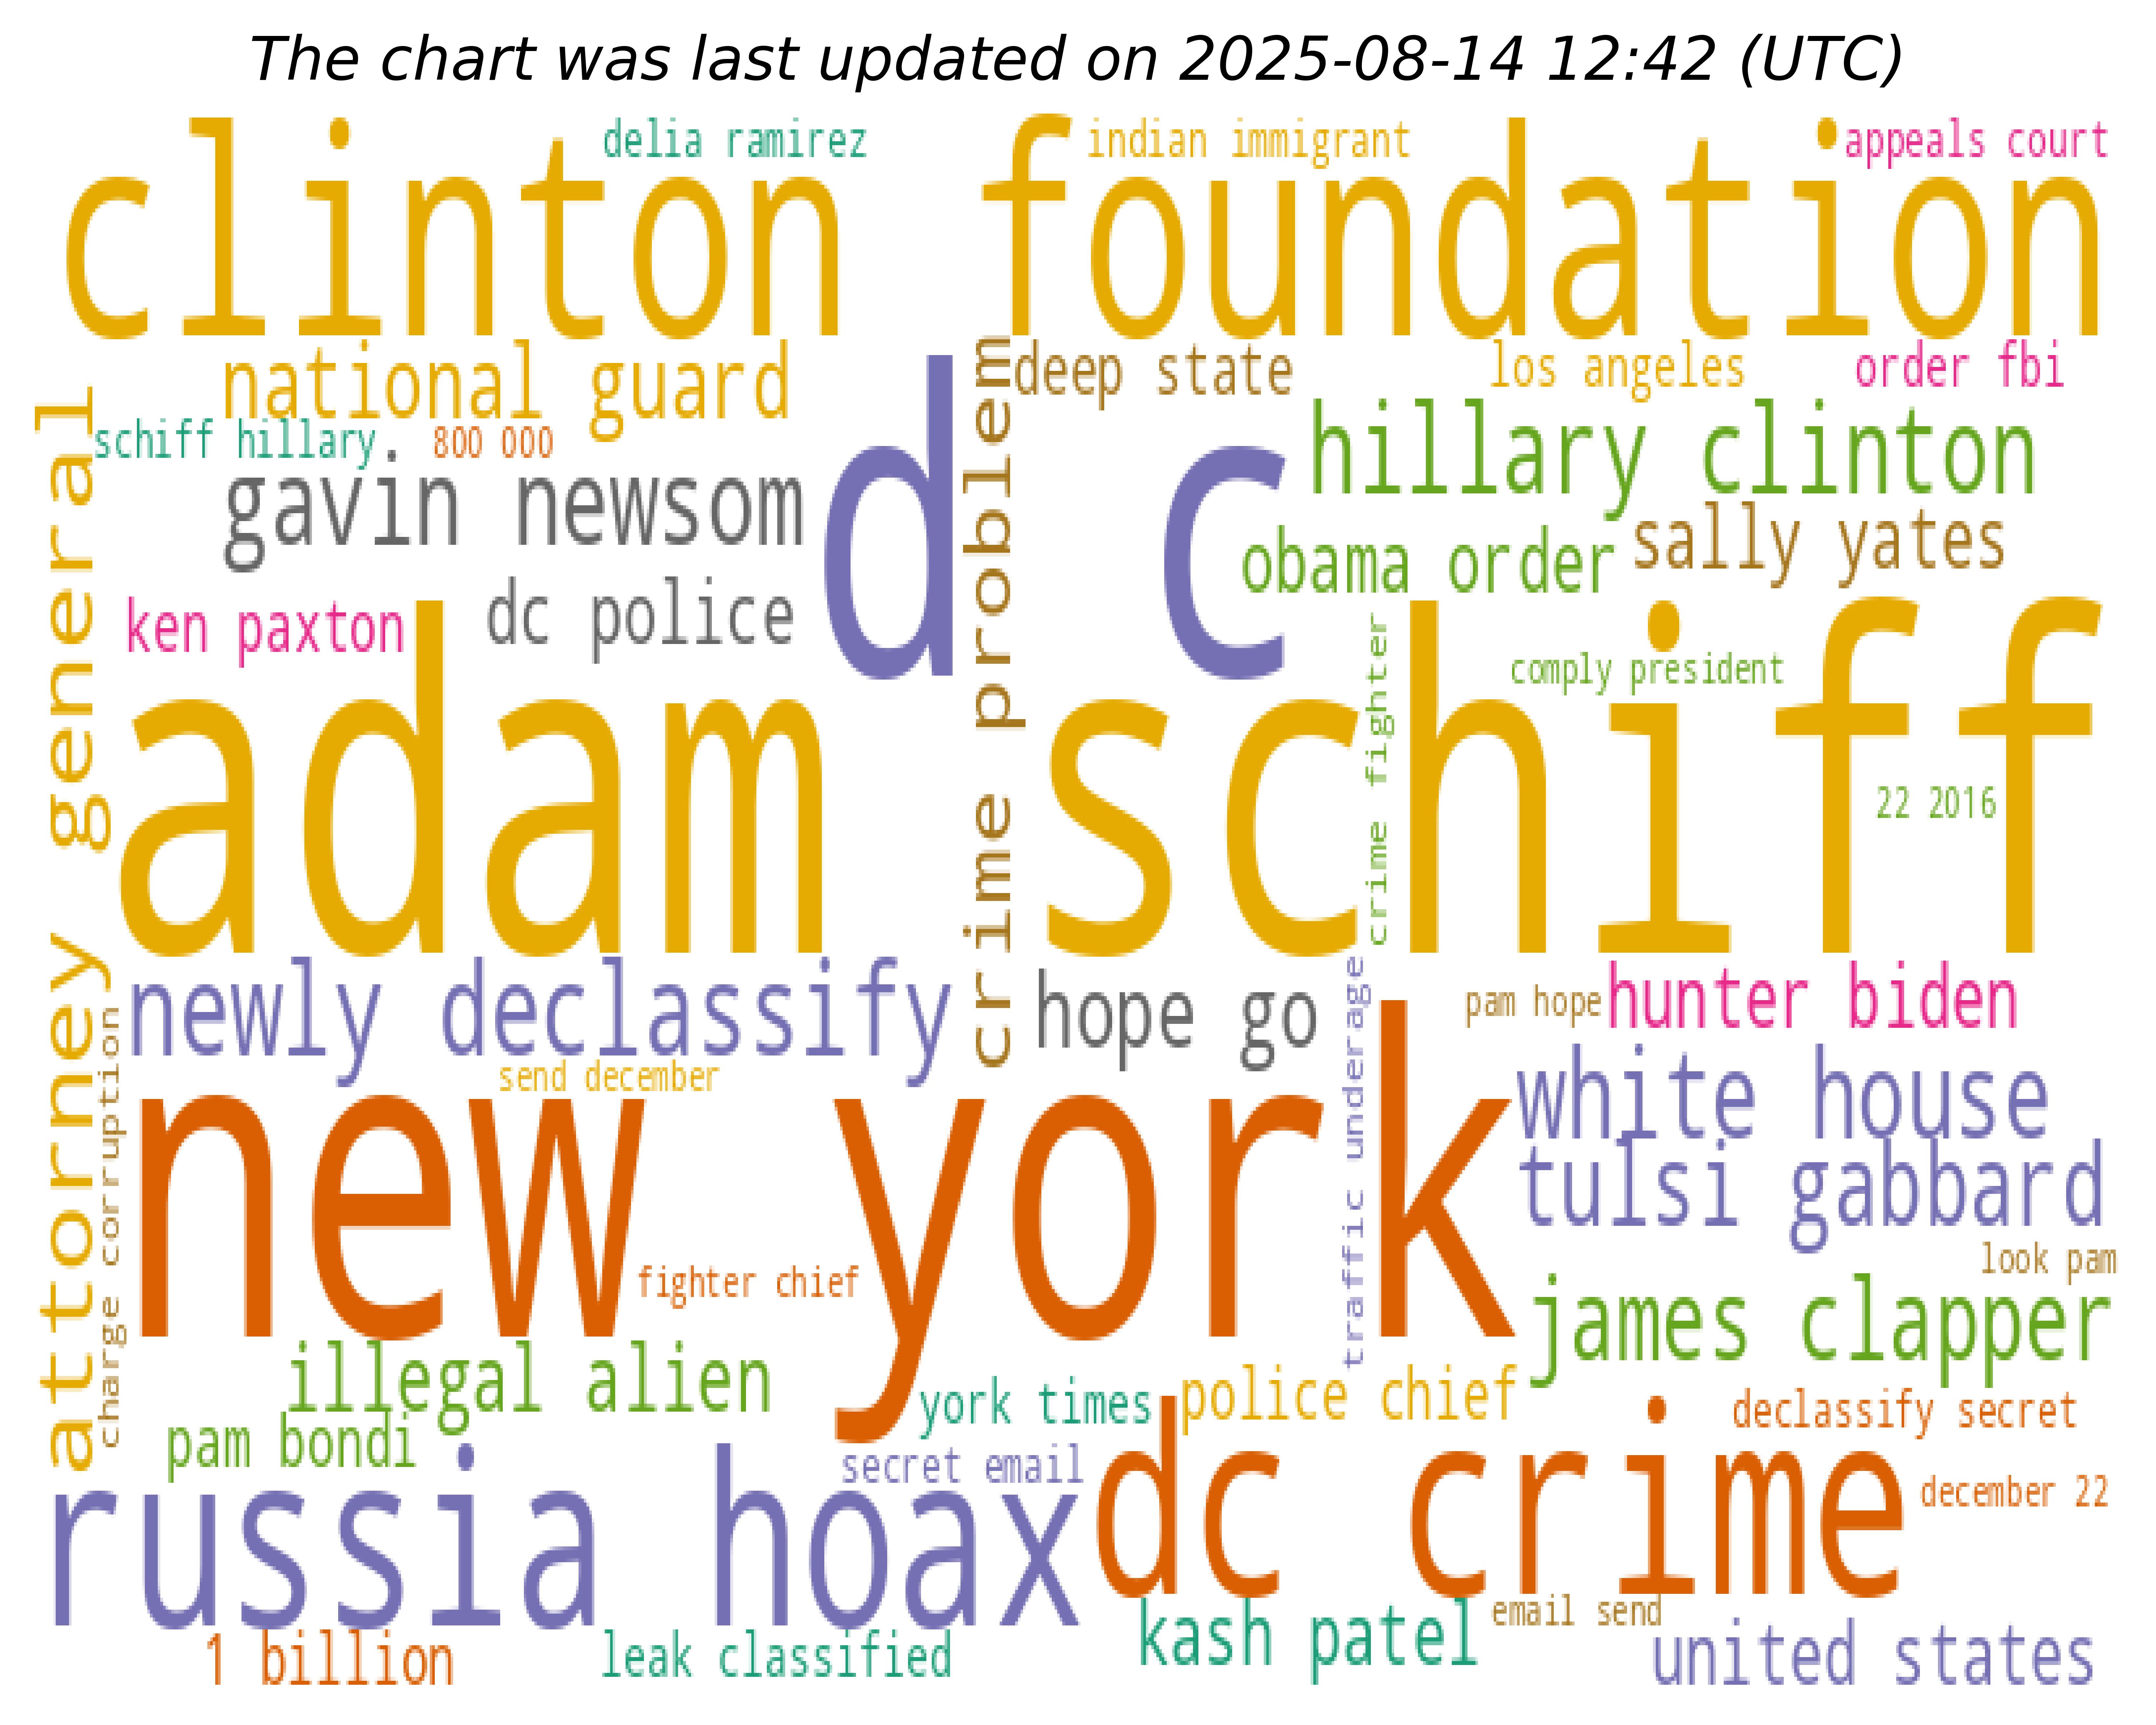 The chart was last updated on 2025-08-14 12:42 (UTC)
clinton foundation
delia ramirez
indian immigrant
appeals court
national guard
deep state
los angeles
order fbi
schiff hillary
800 000
hillary clinton
gavin newsom
d c
crime problem
attorney general
obama order
sally yates
ken paxton
dc police
adam schiff
comply president
crime fighter
22 2016
newly declassify
hope go
pam hope
hunter biden
traffic underage
charge corruption
send december
new york
white house
tulsi gabbard
look pam
fighter chief
james clapper
illegal alien
york times
police chief
declassify secret
pam bondi
secret email
russia hoax
dc crime
december 22
email send
kash patel
1 billion
leak classified
united states